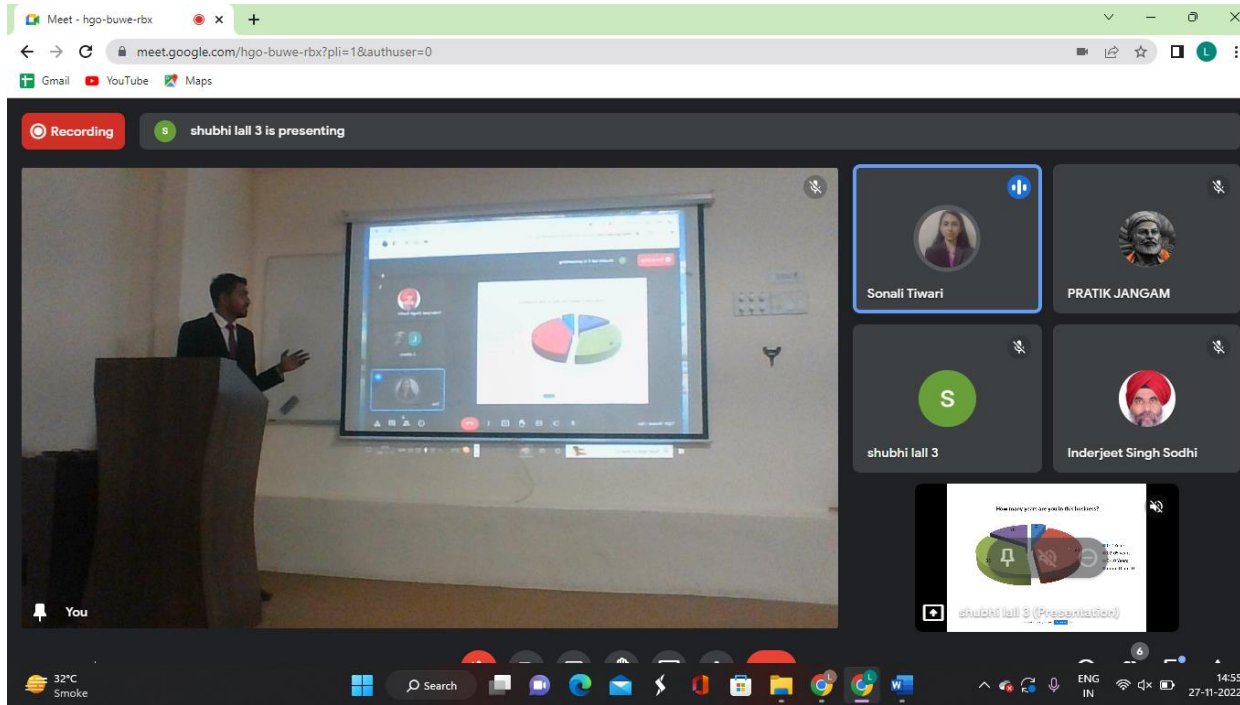 Meet - hgo-buwe-rbx
meet.google.com/hgo-buwe-rbx?pli=1&authuser=0
L
Gmail YouTube Maps
Recording
S
shubhi lall 3 is presenting
Sonali Tiwari
PRATIK JANGAM
S
shubhi lall 3
Inderjeet Singh Sodhi
How many years are you in this business?
shubhi lall 3 (Presentation)
You
6
32°C
Smoke
Search
ENG
IN
14:55
27-11-2022